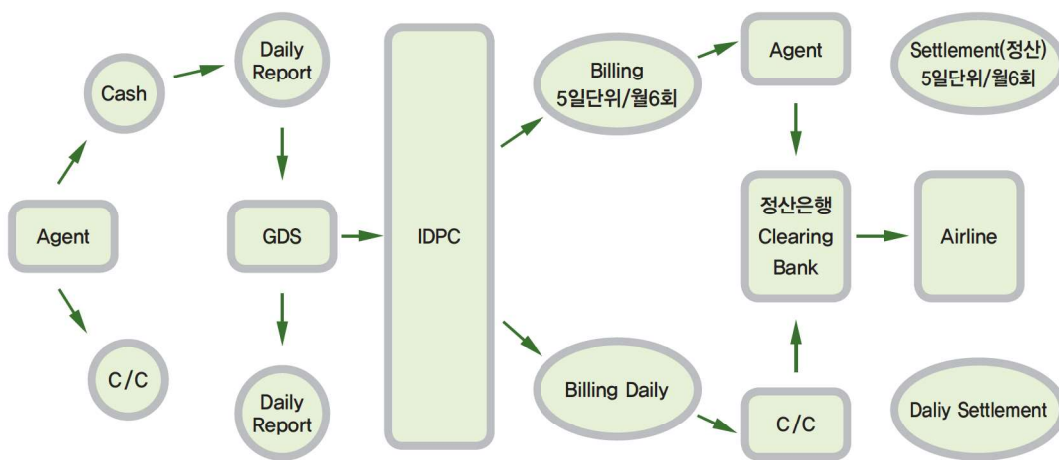 Agent
Cash
C/C
Daily
Report
GDS
Daily
Report
IDPC
Billing
5일단위/월6회
Billing Daily
Agent
정산은행
Clearing
Bank
C/C
Settlement(정산)
5일단위/월6회
Airline
Daliy Settlement